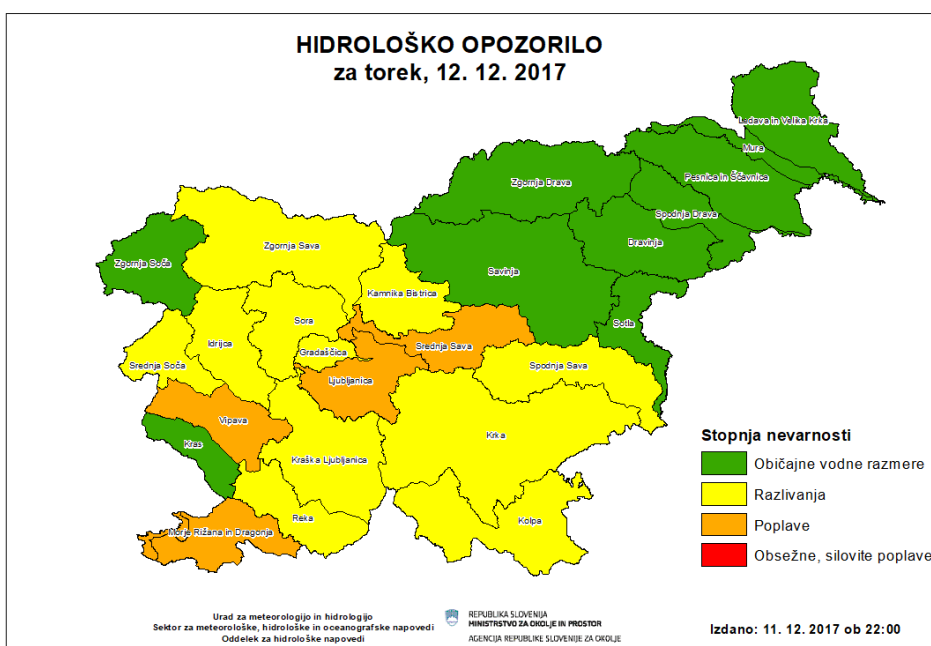 HIDROLOŠKO OPOZORILO
za torek, 12. 12. 2017
Ledava in Velika Krka
Mura
Pesnica in Ščavnica
Zgornja Drava
Spodnja Drava
Dravinja
Zgornja Sava
Zgornja Soča
Savinja
Kamnika Bistrica
Sora
Sotla
Idrijca
Srednja Sava
Gradaščica
Srednja Soča
Spodnja Sava
Ljubljanica
Vipava
Krka
Kras
Kraška Ljubljanica
Reka
Kolpa
Morje Rižana in Dragonja
Stopnja nevarnosti
Običajne vodne razmere
Razlivanja
Poplave
Obsežne, silovite poplave
Urad za meteorologijo in hidrologijo
Sektor za meteorološke, hidrološke in oceanografske napovedi
Oddelek za hidrološke napovedi
REPUBLIKA SLOVENIJA
MINISTRSTVO ZA OKOLJE IN PROSTOR
AGENCIJA REPUBLIKE SLOVENIJE ZA OKOLJE
Izdano: 11. 12. 2017 ob 22:00